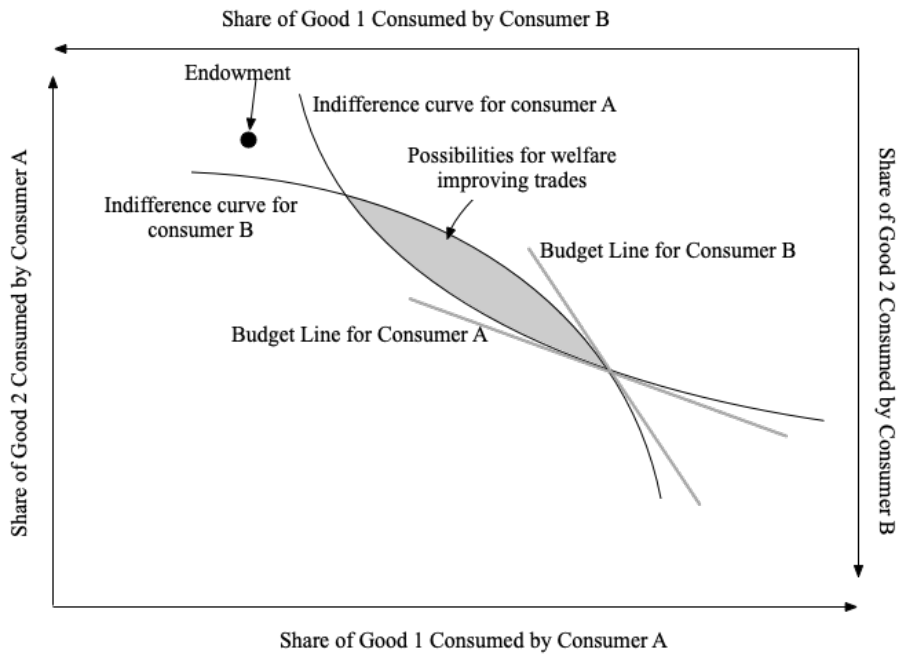 Share of Good 1 Consumed by Consumer B
Endowment
Indifference curve for consumer A
Possibilities for welfare
improving trades
Indifference curve for
consumer B
Budget Line for Consumer B
Budget Line for Consumer A
Share of Good 2 Consumed by Consumer A
Share of Good 2 Consumed by Consumer B
Share of Good 1 Consumed by Consumer A